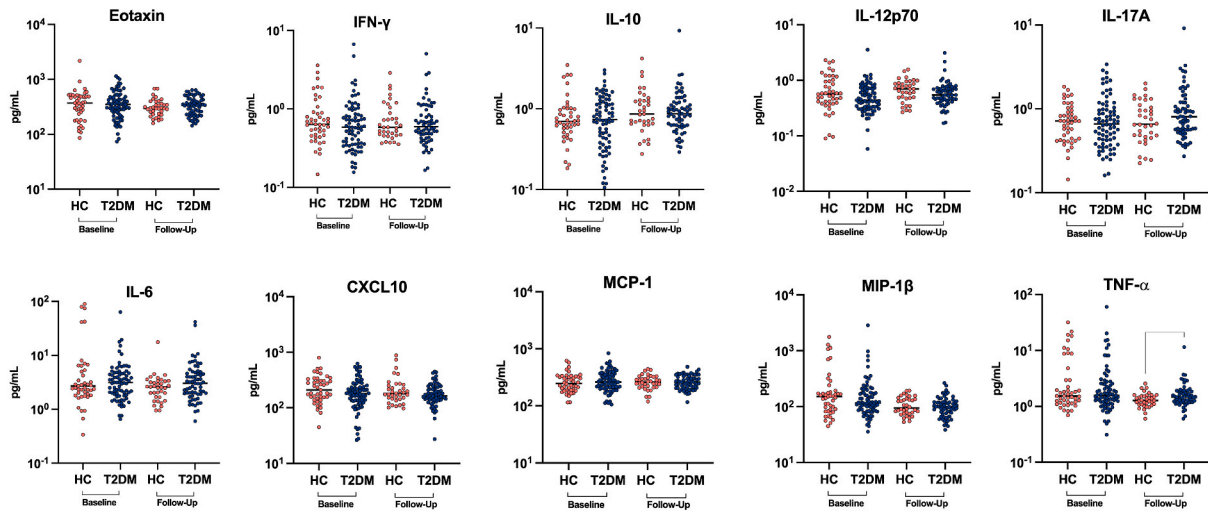 Eotaxin
10⁴
10³
10²
10¹
pg/mL
HC T2DM HC T2DM
Baseline Follow-Up
IFN-γ
10¹
10⁰
10⁻¹
pg/mL
HC T2DM HC T2DM
Baseline Follow-Up
IL-10
10¹
10⁰
10⁻¹
pg/mL
HC T2DM HC T2DM
Baseline Follow-Up
IL-12p70
10¹
10⁰
10⁻¹
10⁻²
pg/mL
HC T2DM HC T2DM
Baseline Follow-Up
IL-17A
10¹
10⁰
10⁻¹
pg/mL
HC T2DM HC T2DM
Baseline Follow-Up
IL-6
10²
10¹
10⁰
10⁻¹
pg/mL
HC T2DM HC T2DM
Baseline Follow-Up
CXCL10
10⁴
10³
10²
10¹
pg/mL
HC T2DM HC T2DM
Baseline Follow-Up
MCP-1
10⁴
10³
10²
10¹
pg/mL
HC T2DM HC T2DM
Baseline Follow-Up
MIP-1β
10⁴
10³
10²
10¹
pg/mL
HC T2DM HC T2DM
Baseline Follow-Up
TNF-α
10²
10¹
10⁰
10⁻¹
pg/mL
HC T2DM HC T2DM
Baseline Follow-Up